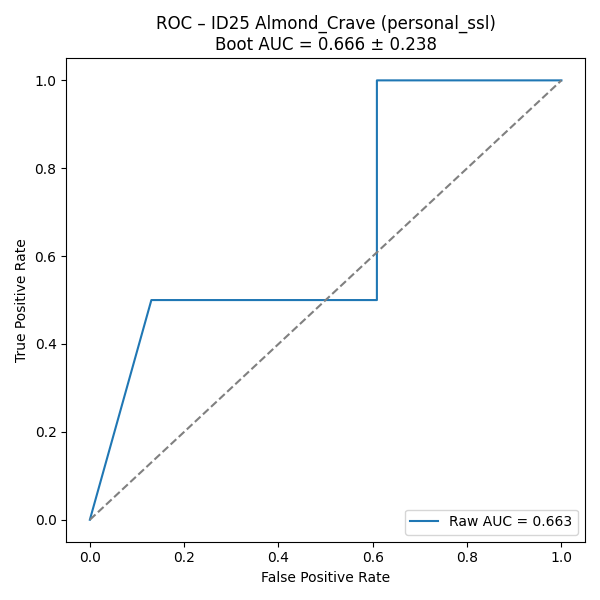 ROC – ID25 Almond_Crave (personal_ssl)
Boot AUC = 0.666 ± 0.238
True Positive Rate
1.0
0.8
0.6
0.4
0.2
0.0
Raw AUC = 0.663
0.0 0.2 0.4 0.6 0.8 1.0
False Positive Rate